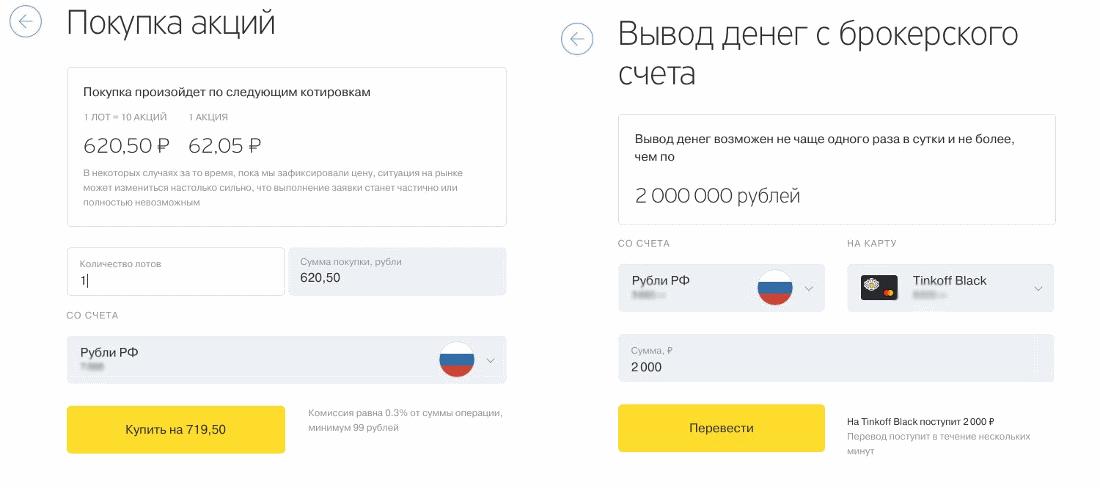 Покупка акций
Покупка произойдет по следующим котировкам
1 ЛОТ = 10 АКЦИЙ 1 АКЦИЯ
620,50 ₽ 62,05 ₽
В некоторых случаях за то время, пока мы зафиксировали цену, ситуация на рынке
может измениться настолько сильно, что выполнение заявки станет частично или
полностью невозможным
Количество лотов
1
Сумма покупки, рубли
620,50
СО СЧЕТА
Рубли РФ
Купить на 719,50
Комиссия равна 0.3% от суммы операции,
минимум 99 рублей
Вывод денег с брокерского
счета
Вывод денег возможен не чаще одного раза в сутки и не более,
чем по
2 000 000 рублей
СО СЧЕТА
Рубли РФ
НА КАРТУ
Tinkoff Black
Сумма, ₽
2 000
Перевести
На Tinkoff Black поступит 2 000 ₽
Перевод поступит в течение нескольких
минут